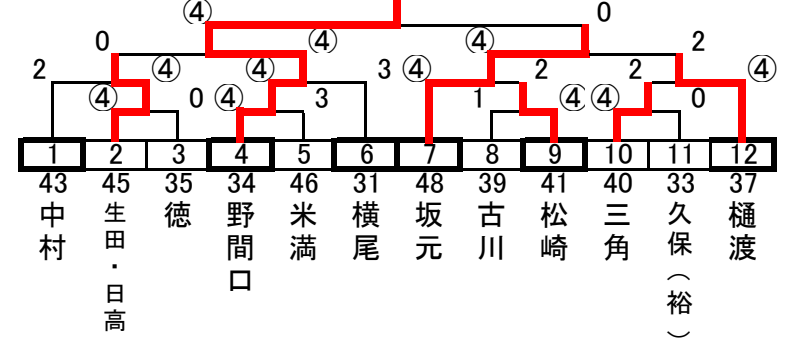 ④ 0
0 ④ ④ 2
2 ④ ④ 3 ④ 2 2 ④
④ 0 ④ 3 1 ④ ④ 0
1 2 3 4 5 6 7 8 9 10 11 12
43 45 35 34 46 31 48 39 41 40 33 37
中村
生田・日高
徳
野間口
米満
横尾
坂元
古川
松崎
三角
久保(裕)
樋渡